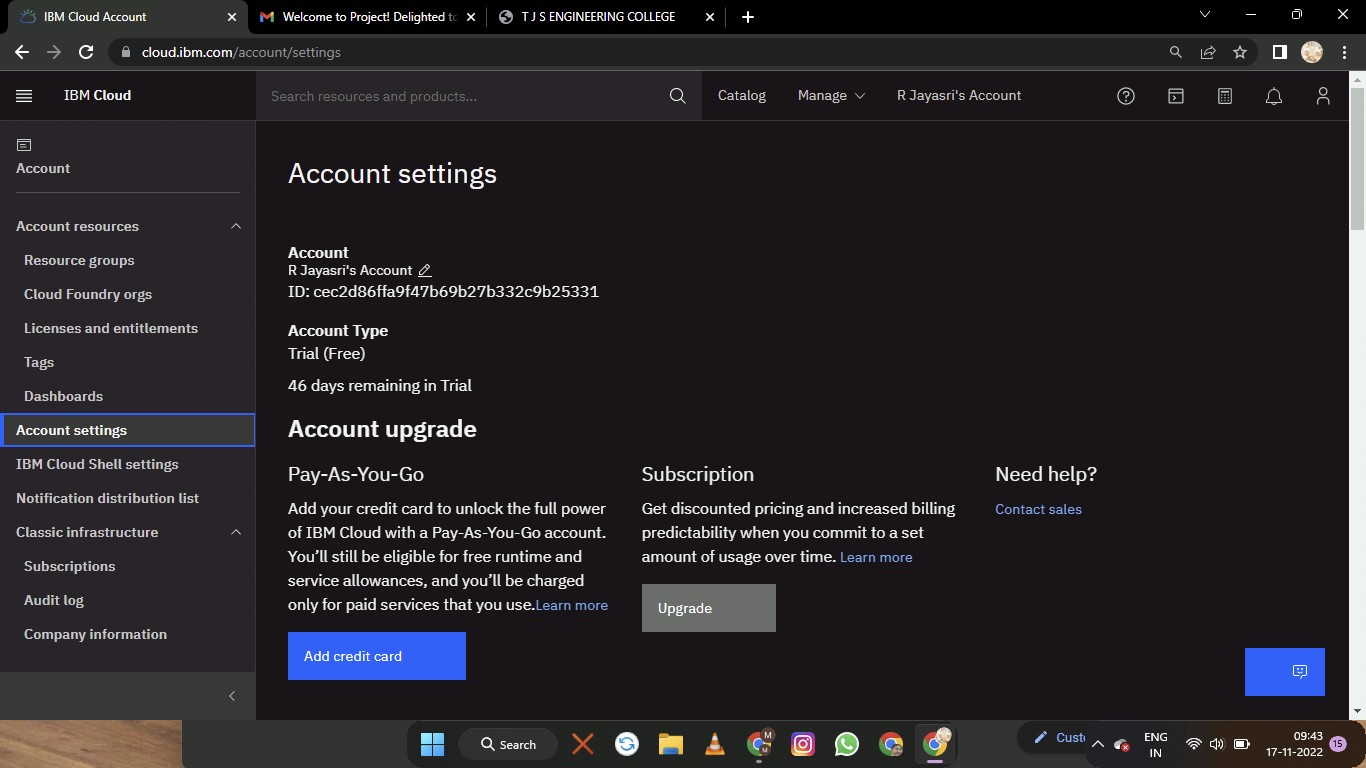 IBM Cloud Account
Welcome to Project! Delighted to
T J S ENGINEERING COLLEGE
cloud.ibm.com/account/settings
IBM Cloud
Search resources and products...
Catalog
Manage
R Jayasri's Account
Account
Account resources
Resource groups
Cloud Foundry orgs
Licenses and entitlements
Tags
Dashboards
Account settings
IBM Cloud Shell settings
Notification distribution list
Classic infrastructure
Subscriptions
Audit log
Company information
Account settings
Account
R Jayasri's Account
ID: cec2d86ffa9f47b69b27b332c9b25331
Account Type
Trial (Free)
46 days remaining in Trial
Account upgrade
Pay-As-You-Go
Add your credit card to unlock the full power
of IBM Cloud with a Pay-As-You-Go account.
You'll still be eligible for free runtime and
service allowances, and you'll be charged
only for paid services that you use.Learn more
Add credit card
Subscription
Get discounted pricing and increased billing
predictability when you commit to a set
amount of usage over time. Learn more
Upgrade
Need help?
Contact sales
Search
M
M
Custo
ENG
IN
09:43
17-11-2022
15